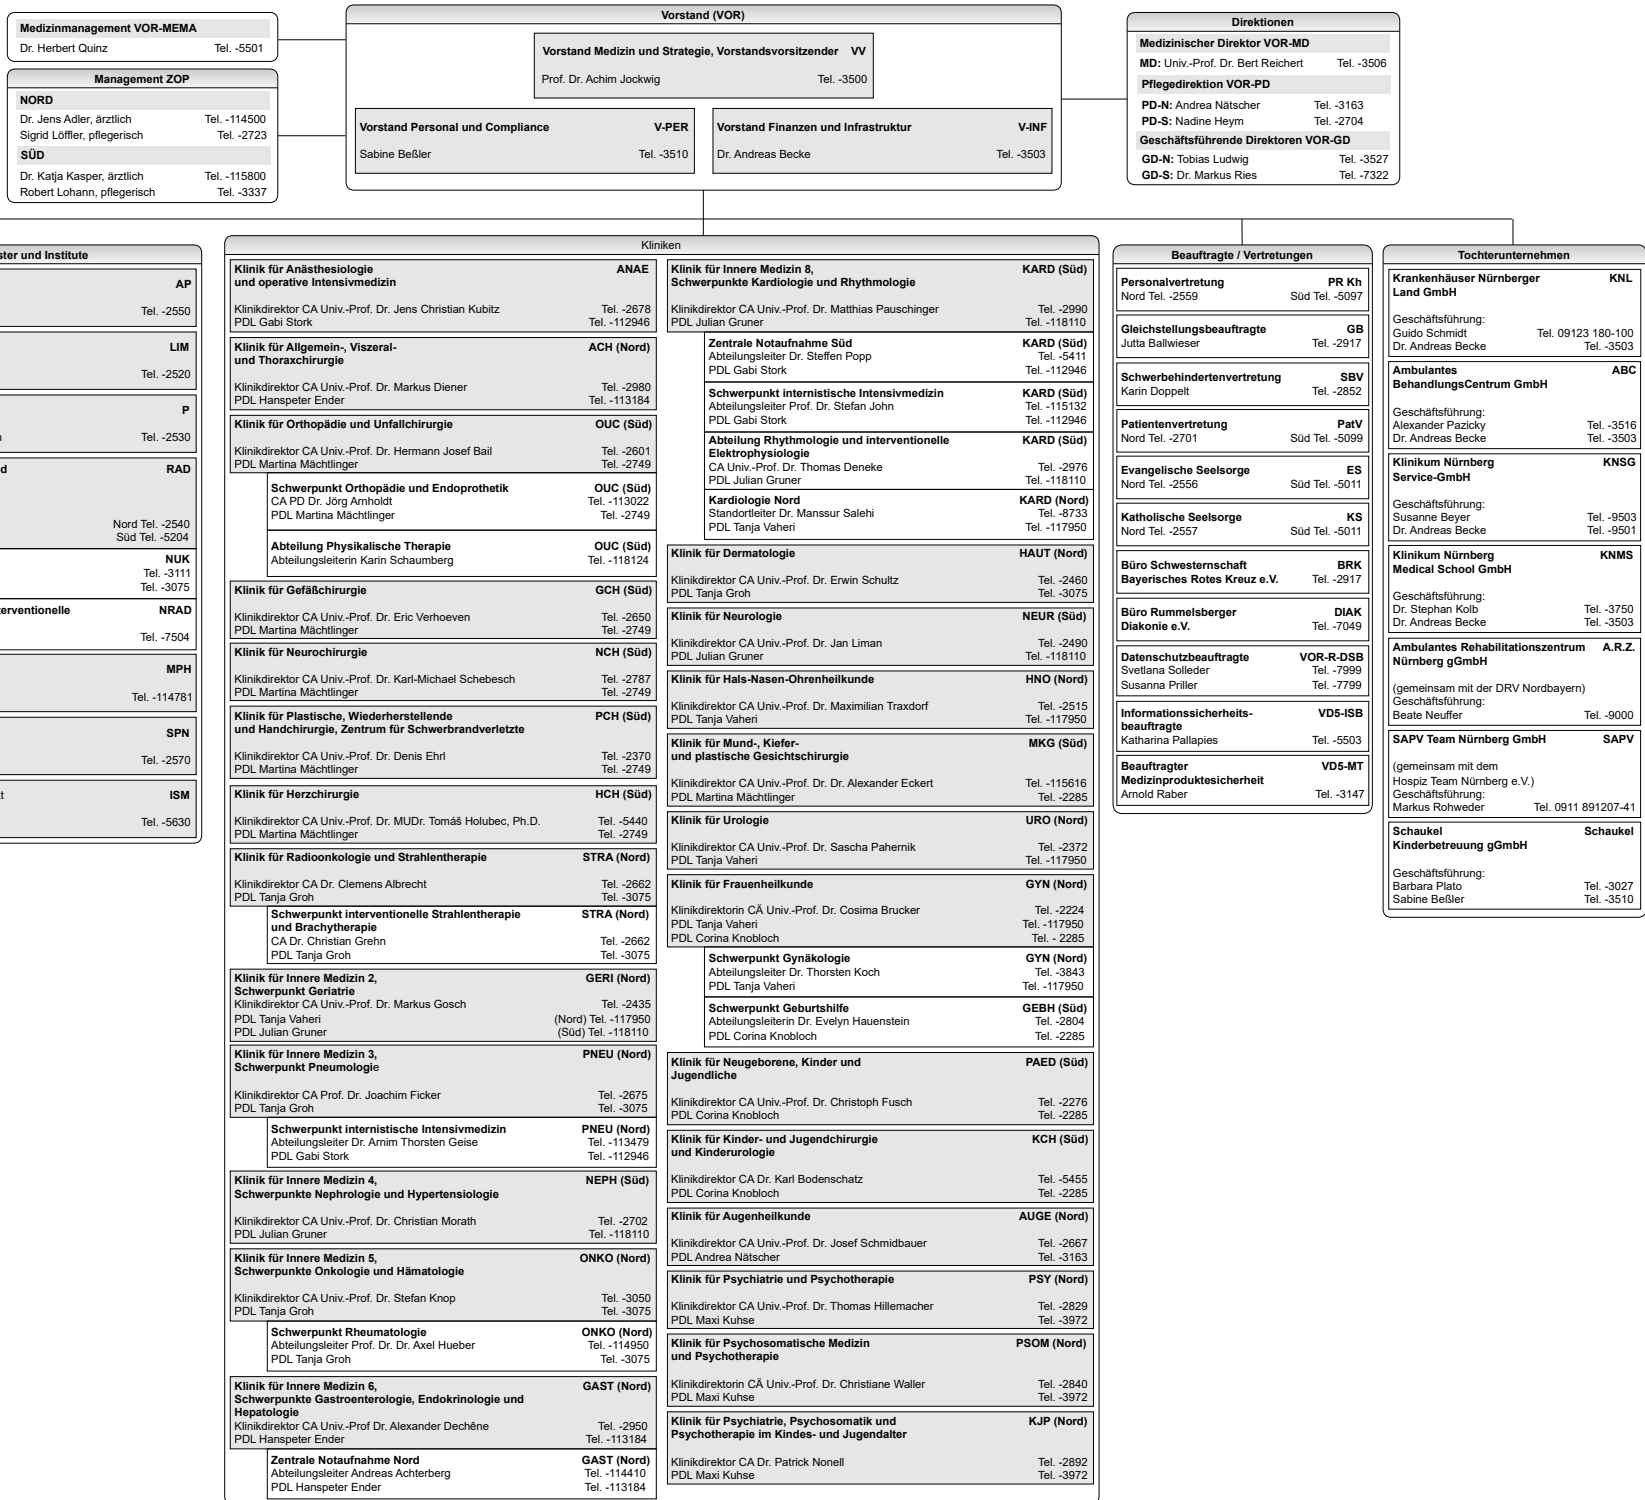 Medizinmanagement VOR-MEMA
Dr. Herbert Quinz Tel. -5501
Management ZOP
NORD
Dr. Jens Adler, ärztlich Tel. -114500
Sigrid Löffler, pflegerisch Tel. -2723
SÜD
Dr. Katja Kasper, ärztlich Tel. -115800
Robert Lohann, pflegerisch Tel. -3337
Vorstand (VOR)
Vorstand Medizin und Strategie, Vorstandsvorsitzender VV
Prof. Dr. Achim Jockwig Tel. -3500
Vorstand Personal und Compliance V-PER
Sabine Beßler Tel. -3510
Vorstand Finanzen und Infrastruktur V-INF
Dr. Andreas Becke Tel. -3503
Direktionen
Medizinischer Direktor VOR-MD
MD: Univ.-Prof. Dr. Bert Reichert Tel. -3506
Pflegedirektion VOR-PD
PD-N: Andrea Nätscher Tel. -3163
PD-S: Nadine Heym Tel. -2704
Geschäftsführende Direktoren VOR-GD
GD-N: Tobias Ludwig Tel. -3527
GD-S: Dr. Markus Ries Tel. -7322
ster und Institute
AP
Tel. -2550
LIM
Tel. -2520
P
Tel. -2530
d RAD
Nord Tel. -2540
Süd Tel. -5204
NUK
Tel. -3111
Tel. -3075
terventionelle NRAD
Tel. -7504
MPH
Tel. -114781
SPN
Tel. -2570
ISM
Tel. -5630
Kliniken
Klinik für Anästhesiologie ANAE
und operative Intensivmedizin
Klinikdirektor CA Univ.-Prof. Dr. Jens Christian Kubitz Tel. -2678
PDL Gabi Stork Tel. -112946
Klinik für Allgemein-, Viszeral- ACH (Nord)
und Thoraxchirurgie
Klinikdirektor CA Univ.-Prof. Dr. Markus Diener Tel. -2980
PDL Hanspeter Ender Tel. -113184
Klinik für Orthopädie und Unfallchirurgie OUC (Süd)
Klinikdirektor CA Univ.-Prof. Dr. Hermann Josef Bail Tel. -2601
PDL Martina Mächtlinger Tel. -2749
Schwerpunkt Orthopädie und Endoprothetik OUC (Süd)
CA PD Dr. Jörg Arnholdt Tel. -113022
PDL Martina Mächtlinger Tel. -2749
Abteilung Physikalische Therapie OUC (Süd)
Abteilungsleiterin Karin Schaumberg Tel. -118124
Klinik für Gefäßchirurgie GCH (Süd)
Klinikdirektor CA Univ.-Prof. Dr. Eric Verhoeven Tel. -2650
PDL Martina Mächtlinger Tel. -2749
Klinik für Neurochirurgie NCH (Süd)
Klinikdirektor CA Univ.-Prof. Dr. Karl-Michael Schebesch Tel. -2787
PDL Martina Mächtlinger Tel. -2749
Klinik für Plastische, Wiederherstellende PCH (Süd)
und Handchirurgie, Zentrum für Schwerbrandverletzte
Klinikdirektor CA Univ.-Prof. Dr. Denis Ehrl Tel. -2370
PDL Martina Mächtlinger Tel. -2749
Klinik für Herzchirurgie HCH (Süd)
Klinikdirektor CA Univ.-Prof. Dr. MUDr. Tomáš Holubec, Ph.D. Tel. -5440
PDL Martina Mächtlinger Tel. -2749
Klinik für Radioonkologie und Strahlentherapie STRA (Nord)
Klinikdirektor CA Dr. Clemens Albrecht Tel. -2662
PDL Tanja Groh Tel. -3075
Schwerpunkt interventionelle Strahlentherapie STRA (Nord)
und Brachytherapie
CA Dr. Christian Grehn Tel. -2662
PDL Tanja Groh Tel. -3075
Klinik für Innere Medizin 2, GERI (Nord)
Schwerpunkt Geriatrie
Klinikdirektor CA Univ.-Prof. Dr. Markus Gosch Tel. -2435
PDL Tanja Vaheri (Nord) Tel. -117950
PDL Julian Gruner (Süd) Tel. -118110
Klinik für Innere Medizin 3, PNEU (Nord)
Schwerpunkt Pneumologie
Klinikdirektor CA Prof. Dr. Joachim Ficker Tel. -2675
PDL Tanja Groh Tel. -3075
Schwerpunkt internistische Intensivmedizin PNEU (Nord)
Abteilungsleiter Dr. Arnim Thorsten Geise Tel. -113479
PDL Gabi Stork Tel. -112946
Klinik für Innere Medizin 4, NEPH (Süd)
Schwerpunkte Nephrologie und Hypertensiologie
Klinikdirektor CA Univ.-Prof. Dr. Christian Morath Tel. -2702
PDL Julian Gruner Tel. -118110
Klinik für Innere Medizin 5, ONKO (Nord)
Schwerpunkte Onkologie und Hämatologie
Klinikdirektor CA Univ.-Prof. Dr. Stefan Knop Tel. -3050
PDL Tanja Groh Tel. -3075
Schwerpunkt Rheumatologie ONKO (Nord)
Abteilungsleiter Prof. Dr. Dr. Axel Hueber Tel. -114950
PDL Tanja Groh Tel. -3075
Klinik für Innere Medizin 6, GAST (Nord)
Schwerpunkte Gastroenterologie, Endokrinologie und
Hepatologie
Klinikdirektor CA Univ.-Prof Dr. Alexander Dechêne Tel. -2950
PDL Hanspeter Ender Tel. -113184
Zentrale Notaufnahme Nord GAST (Nord)
Abteilungsleiter Andreas Achterberg Tel. -114410
PDL Hanspeter Ender Tel. -113184
Klinik für Innere Medizin 8, KARD (Süd)
Schwerpunkte Kardiologie und Rhythmologie
Klinikdirektor CA Univ.-Prof. Dr. Matthias Pauschinger Tel. -2990
PDL Julian Gruner Tel. -118110
Zentrale Notaufnahme Süd KARD (Süd)
Abteilungsleiter Dr. Steffen Popp Tel. -5411
PDL Gabi Stork Tel. -112946
Schwerpunkt internistische Intensivmedizin KARD (Süd)
Abteilungsleiter Prof. Dr. Stefan John Tel. -115132
PDL Gabi Stork Tel. -112946
Abteilung Rhythmologie und interventionelle KARD (Süd)
Elektrophysiologie
CA Univ.-Prof. Dr. Thomas Deneke Tel. -2976
PDL Julian Gruner Tel. -118110
Kardiologie Nord KARD (Nord)
Standortleiter Dr. Manssur Salehi Tel. -8733
PDL Tanja Vaheri Tel. -117950
Klinik für Dermatologie HAUT (Nord)
Klinikdirektor CA Univ.-Prof. Dr. Erwin Schultz Tel. -2460
PDL Tanja Groh Tel. -3075
Klinik für Neurologie NEUR (Süd)
Klinikdirektor CA Univ.-Prof. Dr. Jan Liman Tel. -2490
PDL Julian Gruner Tel. -118110
Klinik für Hals-Nasen-Ohrenheilkunde HNO (Nord)
Klinikdirektor CA Univ.-Prof. Dr. Maximilian Traxdorf Tel. -2515
PDL Tanja Vaheri Tel. -117950
Klinik für Mund-, Kiefer- MKG (Süd)
und plastische Gesichtschirurgie
Klinikdirektor CA Univ.-Prof. Dr. Dr. Alexander Eckert Tel. -115616
PDL Martina Mächtlinger Tel. -2285
Klinik für Urologie URO (Nord)
Klinikdirektor CA Univ.-Prof. Dr. Sascha Pahernik Tel. -2372
PDL Tanja Vaheri Tel. -117950
Klinik für Frauenheilkunde GYN (Nord)
Klinikdirektorin CÄ Univ.-Prof. Dr. Cosima Brucker Tel. -2224
PDL Tanja Vaheri Tel. -117950
PDL Corina Knobloch Tel. - 2285
Schwerpunkt Gynäkologie GYN (Nord)
Abteilungsleiter Dr. Thorsten Koch Tel. -3843
PDL Tanja Vaheri Tel. -117950
Schwerpunkt Geburtshilfe GEBH (Süd)
Abteilungsleiterin Dr. Evelyn Hauenstein Tel. -2804
PDL Corina Knobloch Tel. -2285
Klinik für Neugeborene, Kinder und PAED (Süd)
Jugendliche
Klinikdirektor CA Univ.-Prof. Dr. Christoph Fusch Tel. -2276
PDL Corina Knobloch Tel. -2285
Klinik für Kinder- und Jugendchirurgie KCH (Süd)
und Kinderurologie
Klinikdirektor CA Dr. Karl Bodenschatz Tel. -5455
PDL Corina Knobloch Tel. -2285
Klinik für Augenheilkunde AUGE (Nord)
Klinikdirektor CA Univ.-Prof. Dr. Josef Schmidbauer Tel. -2667
PDL Andrea Nätscher Tel. -3163
Klinik für Psychiatrie und Psychotherapie PSY (Nord)
Klinikdirektor CA Univ.-Prof. Dr. Thomas Hillemacher Tel. -2829
PDL Maxi Kuhse Tel. -3972
Klinik für Psychosomatische Medizin PSOM (Nord)
und Psychotherapie
Klinikdirektorin CÄ Univ.-Prof. Dr. Christiane Waller Tel. -2840
PDL Maxi Kuhse Tel. -3972
Klinik für Psychiatrie, Psychosomatik und KJP (Nord)
Psychotherapie im Kindes- und Jugendalter
Klinikdirektor CA Dr. Patrick Nonell Tel. -2892
PDL Maxi Kuhse Tel. -3972
Beauftragte / Vertretungen
Personalvertretung PR Kh
Nord Tel. -2559 Süd Tel. -5097
Gleichstellungsbeauftragte GB
Jutta Ballwieser Tel. -2917
Schwerbehindertenvertretung SBV
Karin Doppelt Tel. -2852
Patientenvertretung PatV
Nord Tel. -2701 Süd Tel. -5099
Evangelische Seelsorge ES
Nord Tel. -2556 Süd Tel. -5011
Katholische Seelsorge KS
Nord Tel. -2557 Süd Tel. -5011
Büro Schwesternschaft BRK
Bayerisches Rotes Kreuz e.V. Tel. -2917
Büro Rummelsberger DIAK
Diakonie e.V. Tel. -7049
Datenschutzbeauftragte VOR-R-DSB
Svetlana Solleder Tel. -7999
Susanna Priller Tel. -7799
Informationssicherheits- VD5-ISB
beauftragte
Katharina Pallapies Tel. -5503
Beauftragter VD5-MT
Medizinproduktesicherheit
Arnold Raber Tel. -3147
Tochterunternehmen
Krankenhäuser Nürnberger KNL
Land GmbH
Geschäftsführung:
Guido Schmidt Tel. 09123 180-100
Dr. Andreas Becke Tel. -3503
Ambulantes ABC
BehandlungsCentrum GmbH
Geschäftsführung:
Alexander Pazicky Tel. -3516
Dr. Andreas Becke Tel. -3503
Klinikum Nürnberg KNSG
Service-GmbH
Geschäftsführung:
Susanne Beyer Tel. -9503
Dr. Andreas Becke Tel. -9501
Klinikum Nürnberg KNMS
Medical School GmbH
Geschäftsführung:
Dr. Stephan Kolb Tel. -3750
Dr. Andreas Becke Tel. -3503
Ambulantes Rehabilitationszentrum A.R.Z.
Nürnberg gGmbH
(gemeinsam mit der DRV Nordbayern)
Geschäftsführung:
Beate Neuffer Tel. -9000
SAPV Team Nürnberg GmbH SAPV
(gemeinsam mit dem
Hospiz Team Nürnberg e.V.)
Geschäftsführung:
Markus Rohweder Tel. 0911 891207-41
Schaukel Schaukel
Kinderbetreuung gGmbH
Geschäftsführung:
Barbara Plato Tel. -3027
Sabine Beßler Tel. -3510